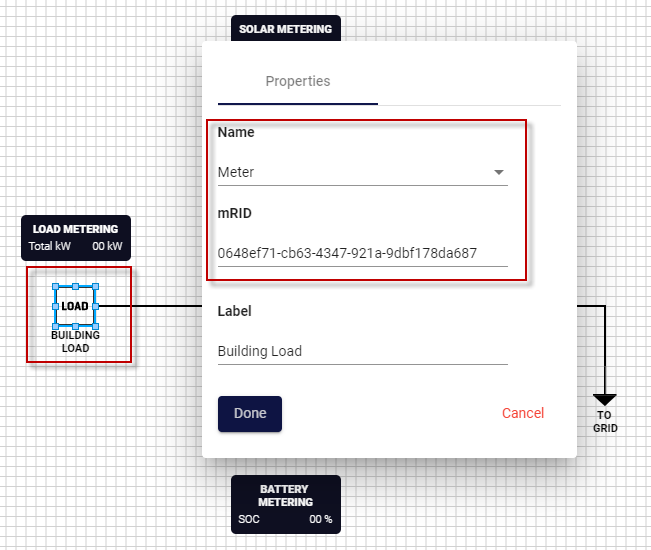 SOLAR METERING
Properties
Name
Meter
mRID
0648ef71-cb63-4347-921a-9dbf178da687
LOAD METERING
Total kW 00 kW
LOAD
BUILDING
LOAD
Label
Building Load
Done Cancel
TO
GRID
BATTERY
METERING
SOC 00 %